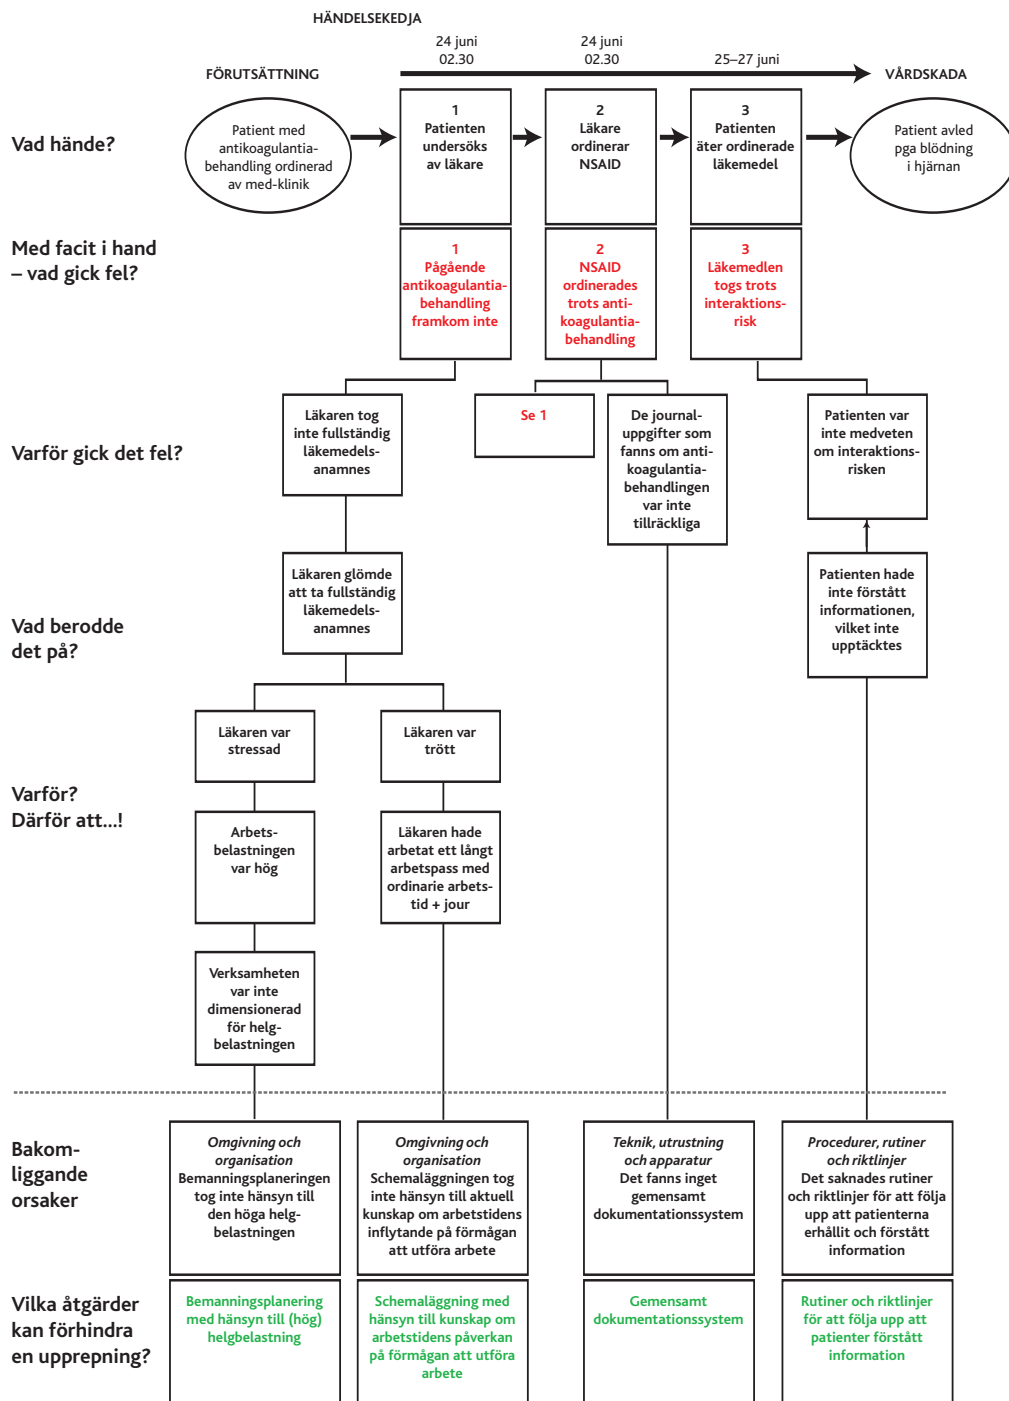 HÄNDELSEKEDJA
24 juni
02.30
24 juni
02.30
25–27 juni
FÖRUTSÄTTNING
VÅRDSKADA
Vad hände?
Patient med
antikoagulantia-
behandling ordinerad
av med-klinik
1
Patienten
undersöks
av läkare
2
Läkare
ordinerar
NSAID
3
Patienten
äter ordinerade
läkemedel
Patient avled
pga blödning
i hjärnan
Med facit i hand
– vad gick fel?
1
Pågående
antikoagulantia-
behandling
framkom inte
2
NSAID
ordinerades
trots anti-
koagulantia-
behandling
3
Läkemedlen
togs trots
interaktions-
risk
Varför gick det fel?
Läkaren tog
inte fullständig
läkemedels-
anamnes
Se 1
De journal-
uppgifter som
fanns om anti-
koagulantia-
behandlingen
var inte
tillräckliga
Patienten var
inte medveten
om interaktions-
risken
Vad berodde
det på?
Läkaren glömde
att ta fullständig
läkemedels-
anamnes
Patienten hade
inte förstått
informationen,
vilket inte
upptäcktes
Varför?
Därför att...!
Läkaren var
stressad
Läkaren var
trött
Arbets-
belastningen
var hög
Läkaren hade
arbetat ett långt
arbetspass med
ordinarie arbets-
tid + jour
Verksamheten
var inte
dimensionerad
för helg-
belastningen
Bakom-
liggande
orsaker
Omgivning och
organisation
Bemanningsplaneringen
tog inte hänsyn till
den höga helg-
belastningen
Omgivning och
organisation
Schemaläggningen tog
inte hänsyn till aktuell
kunskap om arbetstidens
inflytande på förmågan
att utföra arbete
Teknik, utrustning
och apparatur
Det fanns inget
gemensamt
dokumentationssystem
Procedurer, rutiner
och riktlinjer
Det saknades rutiner
och riktlinjer för att följa
upp att patienterna
erhållit och förstått
information
Vilka åtgärder
kan förhindra
en upprepning?
Bemanningsplanering
med hänsyn till (hög)
helgbelastning
Schemaläggning med
hänsyn till kunskap om
arbetstidens påverkan
på förmågan att utföra
arbete
Gemensamt
dokumentationssystem
Rutiner och riktlinjer
för att följa upp att
patienter förstått
information